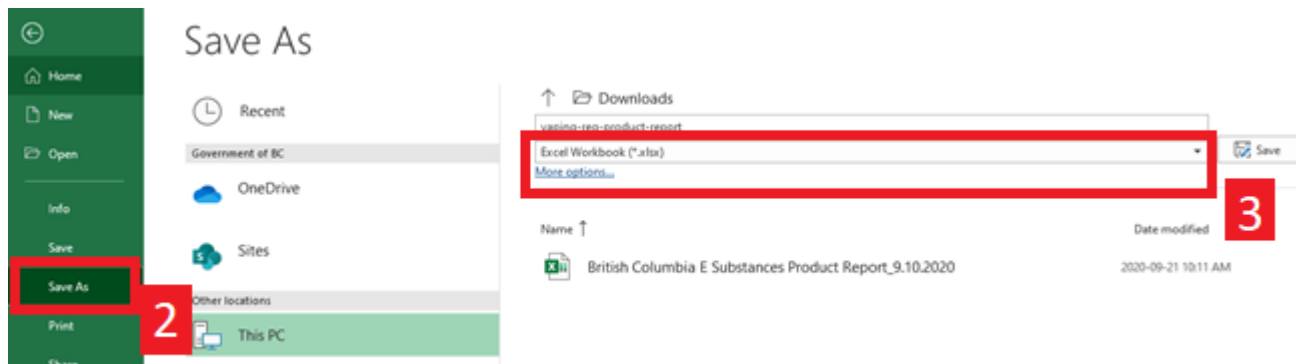 Save As
Home
New
Open
Info
Save
Save As
Print
Share
2
Recent
Government of BC
OneDrive
Sites
Other locations
This PC
Downloads
vaping-reg-product-report
Excel Workbook (*.xlsx)
More options...
Save
3
Name
Date modified
British Columbia E Substances Product Report_9.10.2020
2020-09-21 10:11 AM